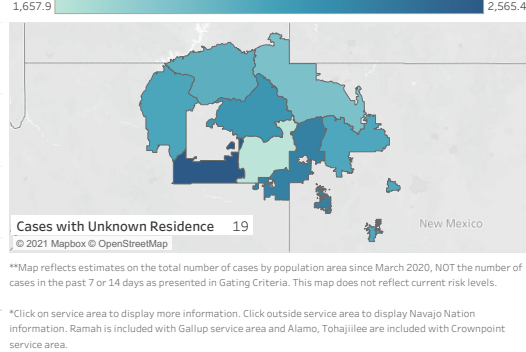 1,657.9 2,565.4
New Mexico
Cases with Unknown Residence 19
© 2021 Mapbox © OpenStreetMap
**Map reflects estimates on the total number of cases by population area since March 2020, NOT the number of
cases in the past 7 or 14 days as presented in Gating Criteria. This map does not reflect current risk levels.
*Click on service area to display more information. Click outside service area to display Navajo Nation
information. Ramah is included with Gallup service area and Alamo, Tohajiilee are included with Crownpoint
service area.